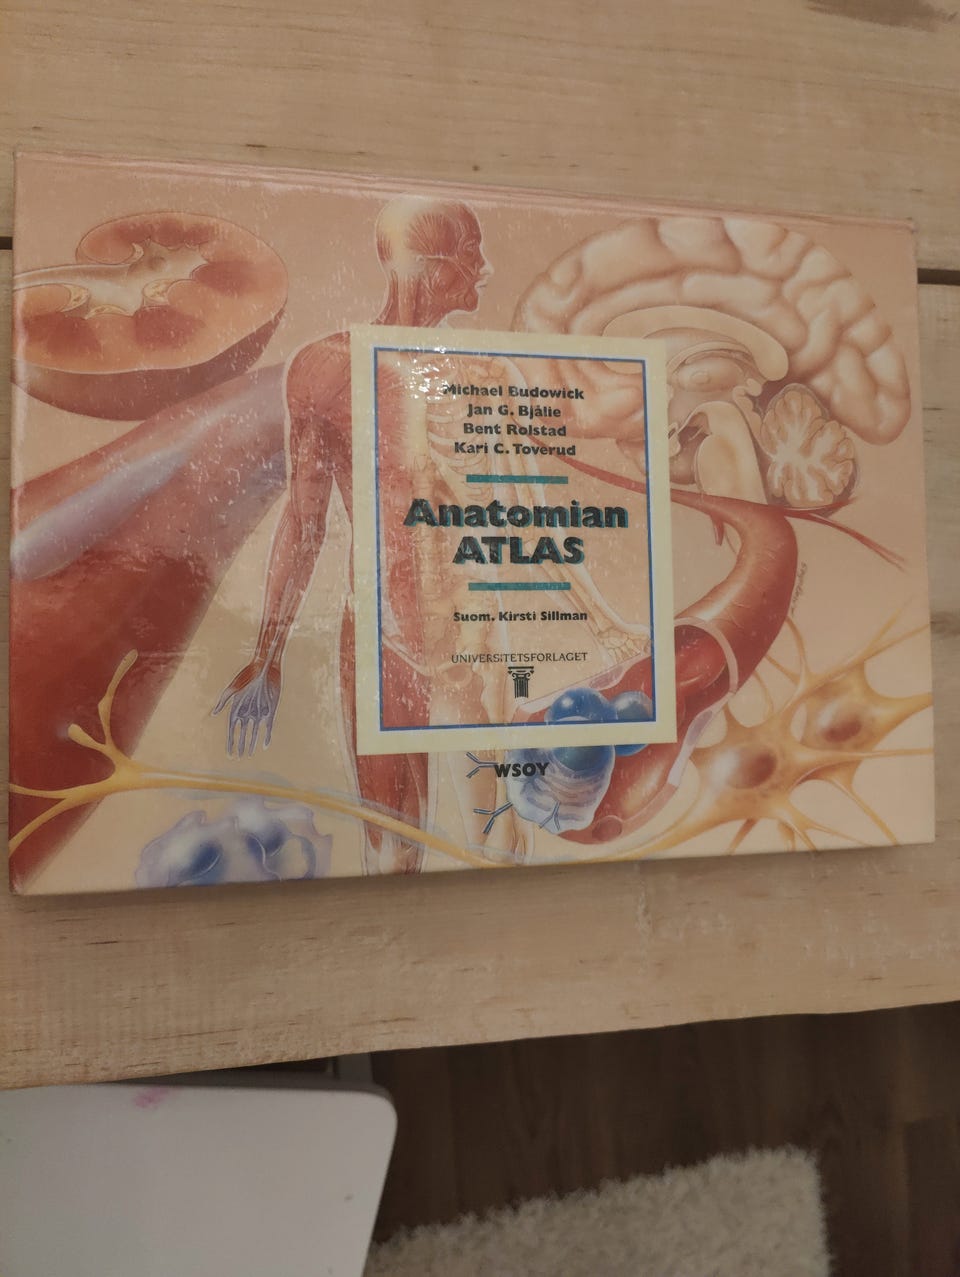 Michael Budowick
Jan G. Bjålie
Bent Rolstad
Kari C. Toverud
Anatomian
ATLAS
Suom. Kirsti Sillman
UNIVERSITETSFORLAGET
WSOY